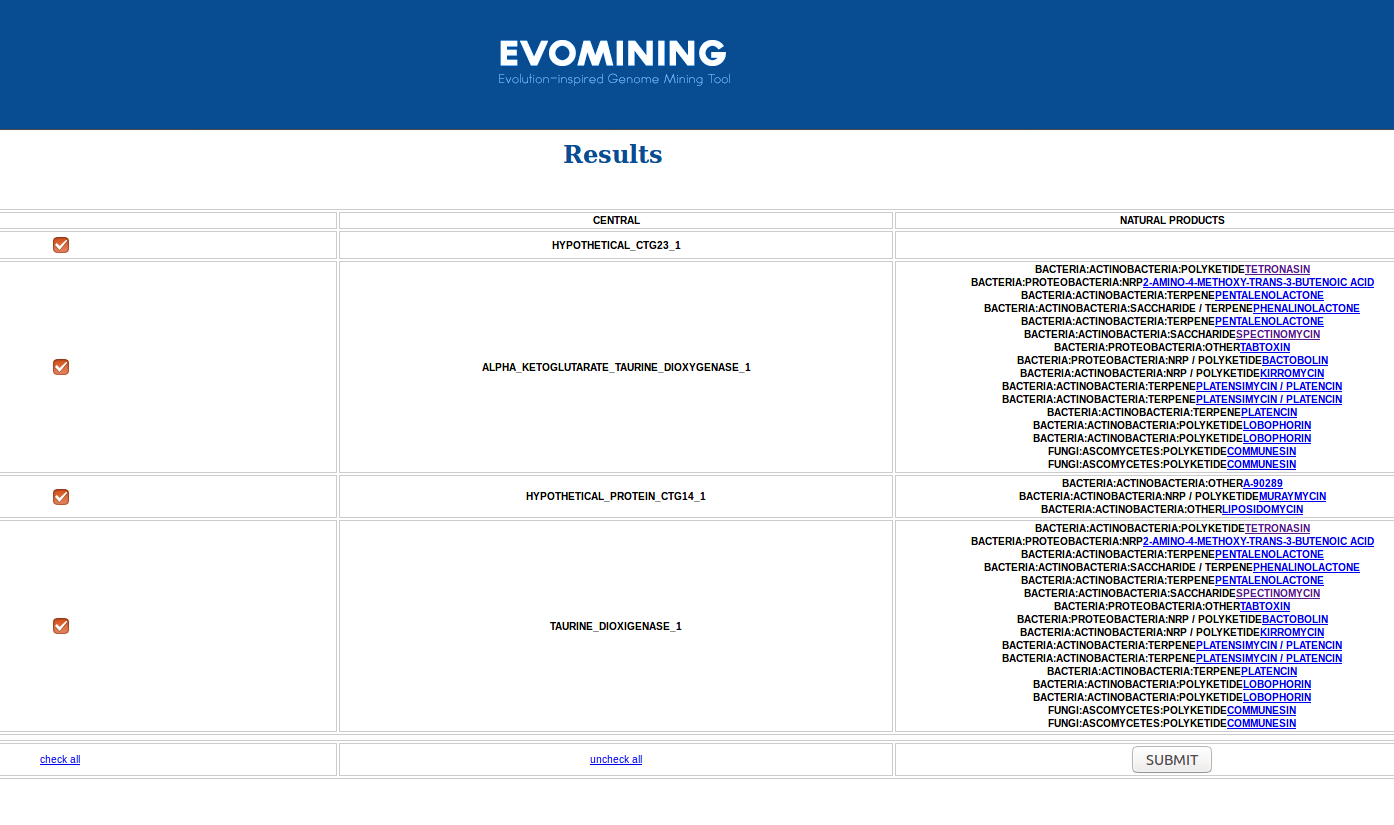 EVOMINING
Evolution-inspired Genome Mining Tool
Results
CENTRAL NATURAL PRODUCTS
HYPOTHETICAL_CTG23_1
ALPHA_KETOGLUTARATE_TAURINE_DIOXYGENASE_1
BACTERIA:ACTINOBACTERIA:POLYKETIDETETRONASIN
BACTERIA:PROTEOBACTERIA:NRP2-AMINO-4-METHOXY-TRANS-3-BUTENOIC ACID
BACTERIA:ACTINOBACTERIA:TERPENEPENTALENOLACTONE
BACTERIA:ACTINOBACTERIA:SACCHARIDE / TERPENEPHENALINOLACTONE
BACTERIA:ACTINOBACTERIA:TERPENEPENTALENOLACTONE
BACTERIA:ACTINOBACTERIA:SACCHARIDESPECTINOMYCIN
BACTERIA:PROTEOBACTERIA:OTHERTABTOXIN
BACTERIA:PROTEOBACTERIA:NRP / POLYKETIDEBACTOBOLIN
BACTERIA:ACTINOBACTERIA:NRP / POLYKETIDEKIRROMYCIN
BACTERIA:ACTINOBACTERIA:TERPENEPLATENSIMYCIN / PLATENCIN
BACTERIA:ACTINOBACTERIA:TERPENEPLATENSIMYCIN / PLATENCIN
BACTERIA:ACTINOBACTERIA:TERPENEPLATENCIN
BACTERIA:ACTINOBACTERIA:POLYKETIDELOBOPHORIN
BACTERIA:ACTINOBACTERIA:POLYKETIDELOBOPHORIN
FUNGI:ASCOMYCETES:POLYKETIDECOMMUNESIN
FUNGI:ASCOMYCETES:POLYKETIDECOMMUNESIN
HYPOTHETICAL_PROTEIN_CTG14_1
BACTERIA:ACTINOBACTERIA:OTHERA-90289
BACTERIA:ACTINOBACTERIA:NRP / POLYKETIDEMURAYMYCIN
BACTERIA:ACTINOBACTERIA:OTHERLIPOSIDOMYCIN
TAURINE_DIOXIGENASE_1
BACTERIA:ACTINOBACTERIA:POLYKETIDETETRONASIN
BACTERIA:PROTEOBACTERIA:NRP2-AMINO-4-METHOXY-TRANS-3-BUTENOIC ACID
BACTERIA:ACTINOBACTERIA:TERPENEPENTALENOLACTONE
BACTERIA:ACTINOBACTERIA:SACCHARIDE / TERPENEPHENALINOLACTONE
BACTERIA:ACTINOBACTERIA:TERPENEPENTALENOLACTONE
BACTERIA:ACTINOBACTERIA:SACCHARIDESPECTINOMYCIN
BACTERIA:PROTEOBACTERIA:OTHERTABTOXIN
BACTERIA:PROTEOBACTERIA:NRP / POLYKETIDEBACTOBOLIN
BACTERIA:ACTINOBACTERIA:NRP / POLYKETIDEKIRROMYCIN
BACTERIA:ACTINOBACTERIA:TERPENEPLATENSIMYCIN / PLATENCIN
BACTERIA:ACTINOBACTERIA:TERPENEPLATENSIMYCIN / PLATENCIN
BACTERIA:ACTINOBACTERIA:TERPENEPLATENCIN
BACTERIA:ACTINOBACTERIA:POLYKETIDELOBOPHORIN
BACTERIA:ACTINOBACTERIA:POLYKETIDELOBOPHORIN
FUNGI:ASCOMYCETES:POLYKETIDECOMMUNESIN
FUNGI:ASCOMYCETES:POLYKETIDECOMMUNESIN
check all uncheck all SUBMIT